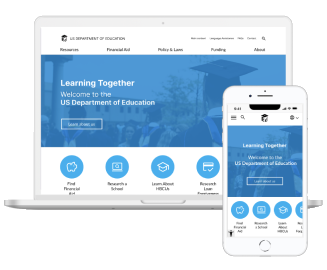 US DEPARTMENT OF EDUCATION
Resources Financial Aid Policy & Laws Funding About
Learning Together
Welcome to the
US Department of Education
Find
Financial
Aid
Research a
School
Learn About
HBCUs
Research
Loan
9:41
Learning Together
Welcome to the
US Department of Education
Find
Financial
Aid
Research a
School
Learn About
HBCUs